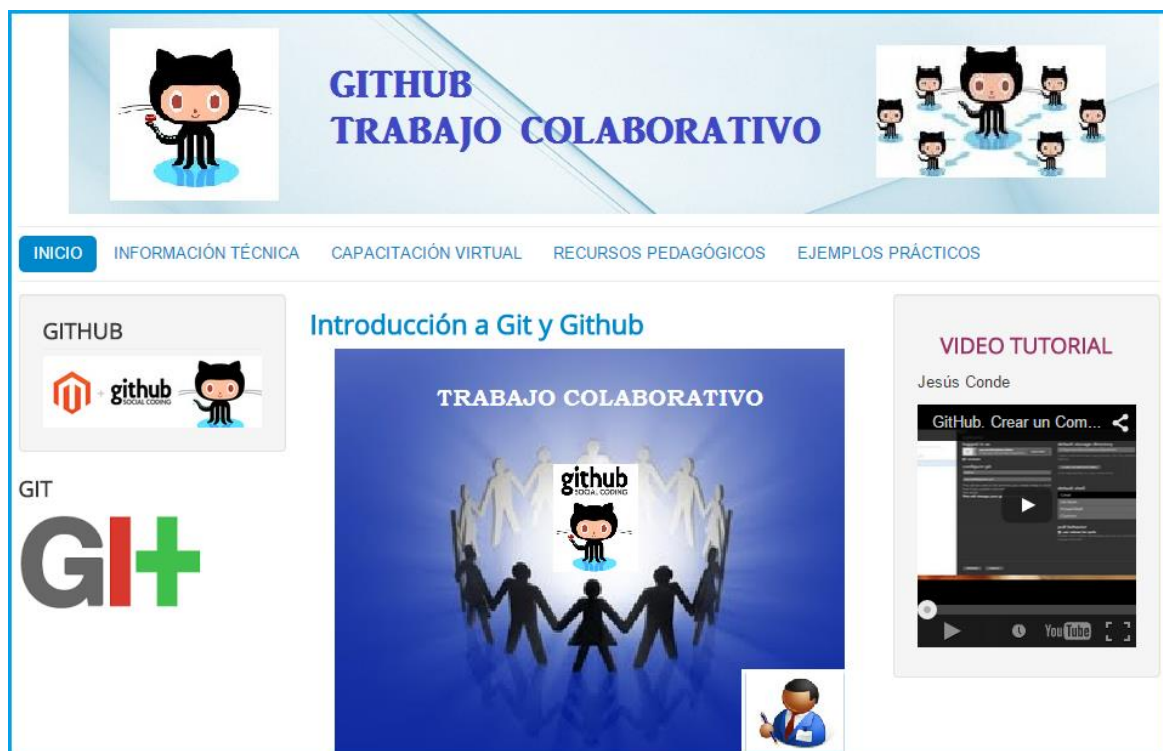 GITHUB
TRABAJO COLABORATIVO
INICIO
INFORMACIÓN TÉCNICA
CAPACITACIÓN VIRTUAL
RECURSOS PEDAGÓGICOS
EJEMPLOS PRÁCTICOS
GITHUB
+ github
SOCIAL CODING
GIT
GIt
Introducción a Git y Github
TRABAJO COLABORATIVO
github
SOCIAL CODING
VIDEO TUTORIAL
Jesús Conde
GitHub. Crear un Com...
YouTube